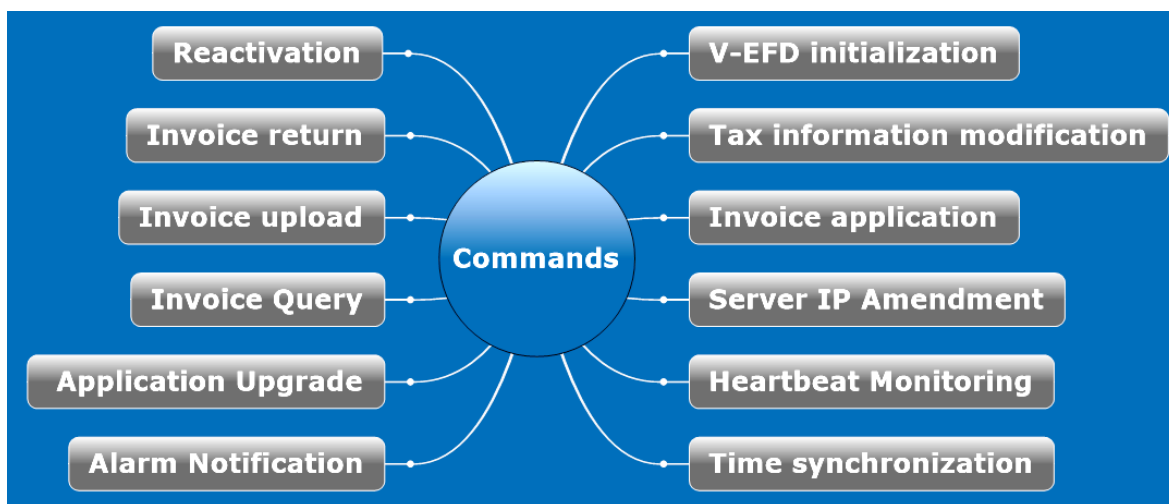 Reactivation
Invoice return
Invoice upload
Invoice Query
Application Upgrade
Alarm Notification
Commands
V-EFD initialization
Tax information modification
Invoice application
Server IP Amendment
Heartbeat Monitoring
Time synchronization